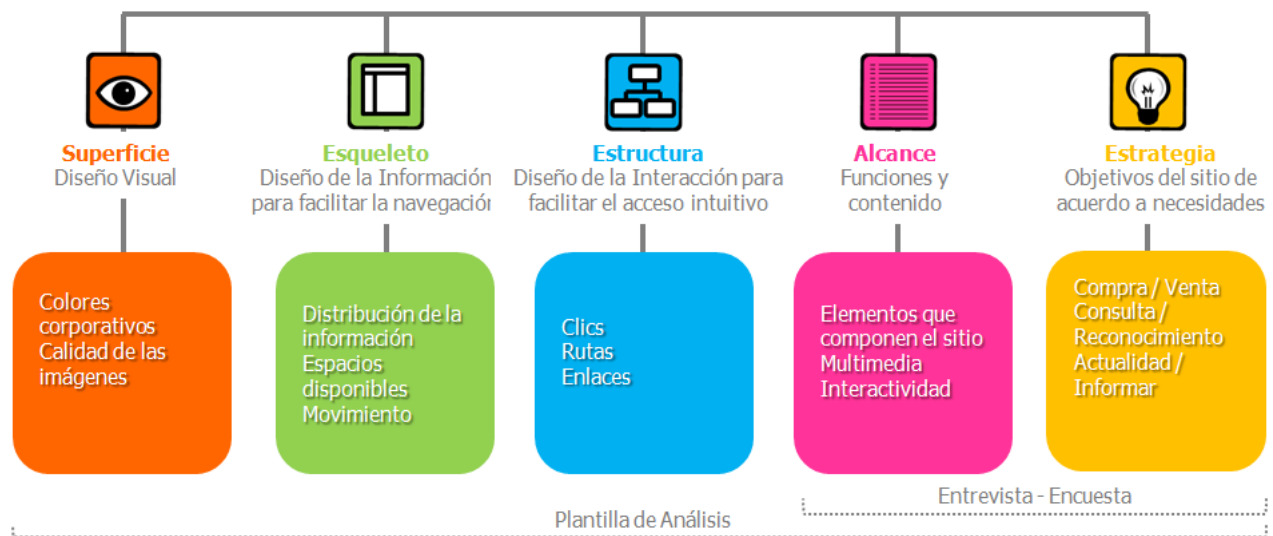 Superficie
Diseño Visual
Esqueleto
Diseño de la Información
para facilitar la navegación
Estructura
Diseño de la Interacción para
facilitar el acceso intuitivo
Alcance
Funciones y
contenido
Estrategia
Objetivos del sitio de
acuerdo a necesidades
Colores
corporativos
Calidad de las
imágenes
Distribución de la
información
Espacios
disponibles
Movimiento
Clics
Rutas
Enlaces
Elementos que
componen el sitio
Multimedia
Interactividad
Compra / Venta
Consulta /
Reconocimiento
Actualidad /
Informar
Entrevista - Encuesta
Plantilla de Análisis